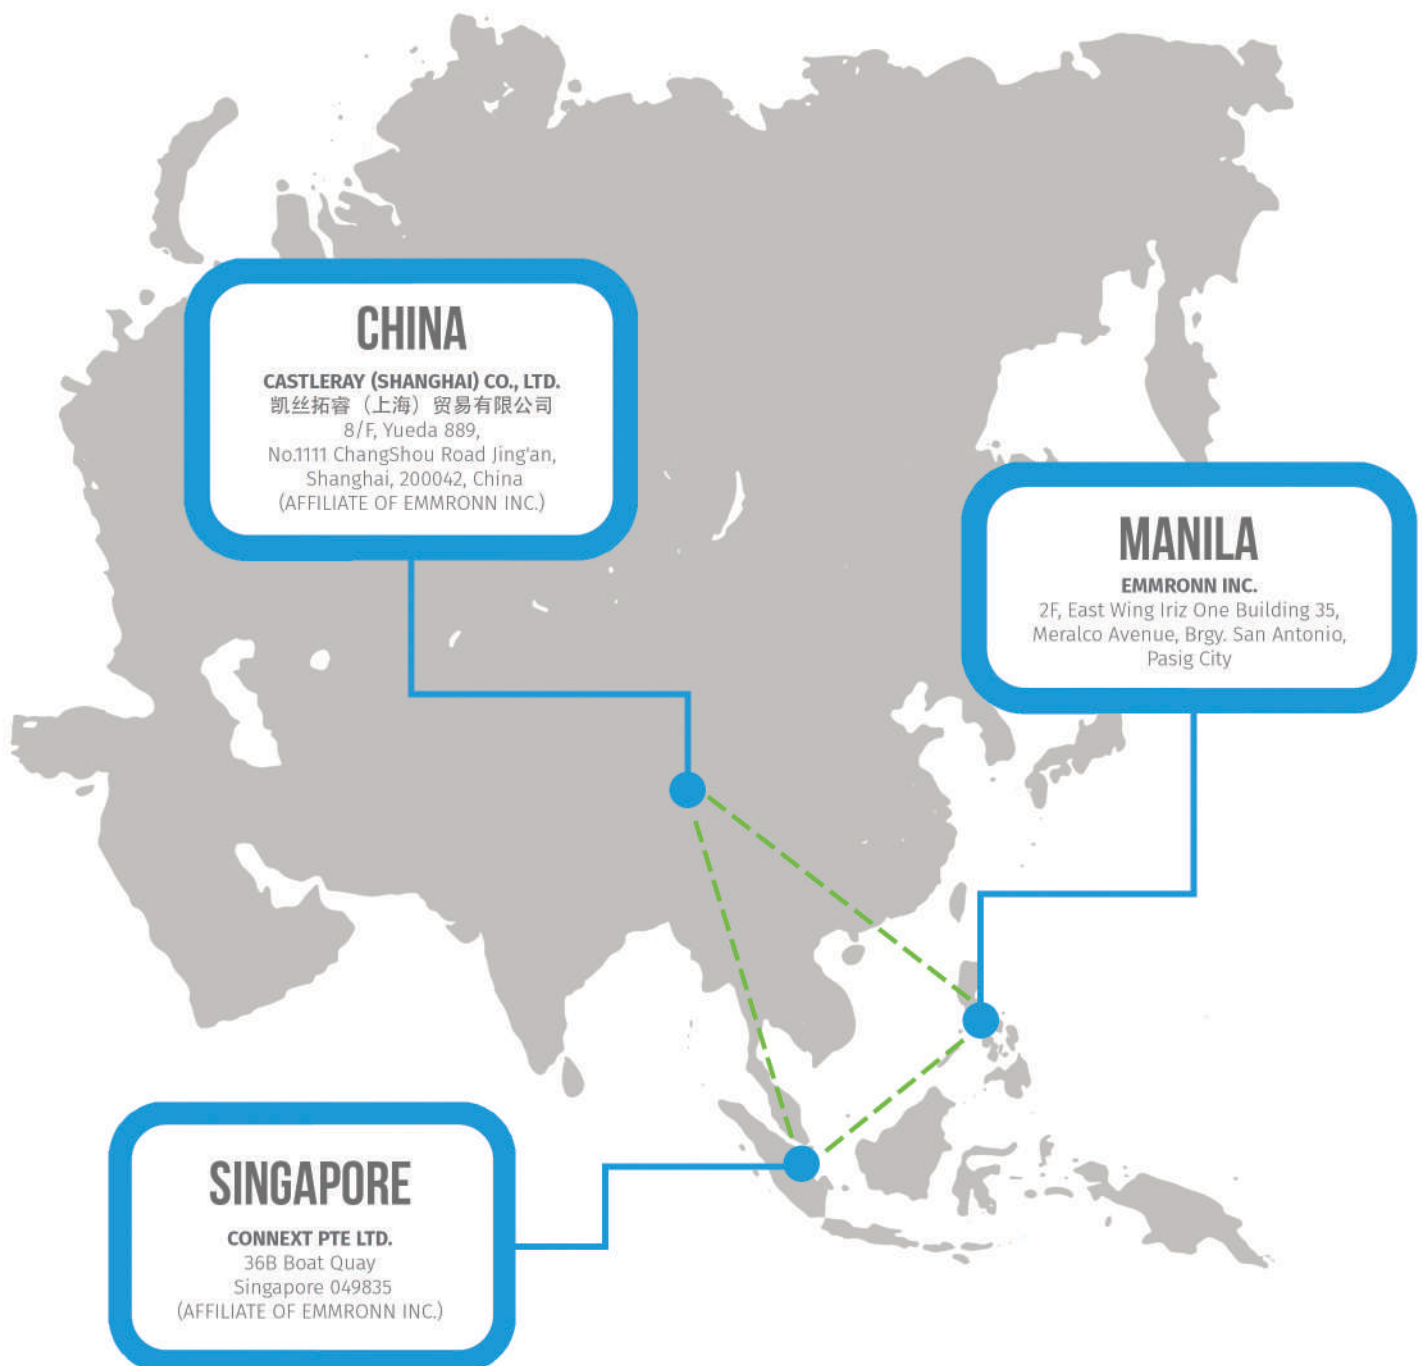 CHINA
CASTLERAY (SHANGHAI) CO., LTD.
凯丝拓睿（上海）贸易有限公司
8/F, Yueda 889,
No.1111 ChangShou Road Jing'an,
Shanghai, 200042, China
(AFFILIATE OF EMMRONN INC.)
MANILA
EMMRONN INC.
2F, East Wing Iriz One Building 35,
Meralco Avenue, Brgy. San Antonio,
Pasig City
SINGAPORE
CONNEXT PTE LTD.
36B Boat Quay
Singapore 049835
(AFFILIATE OF EMMRONN INC.)